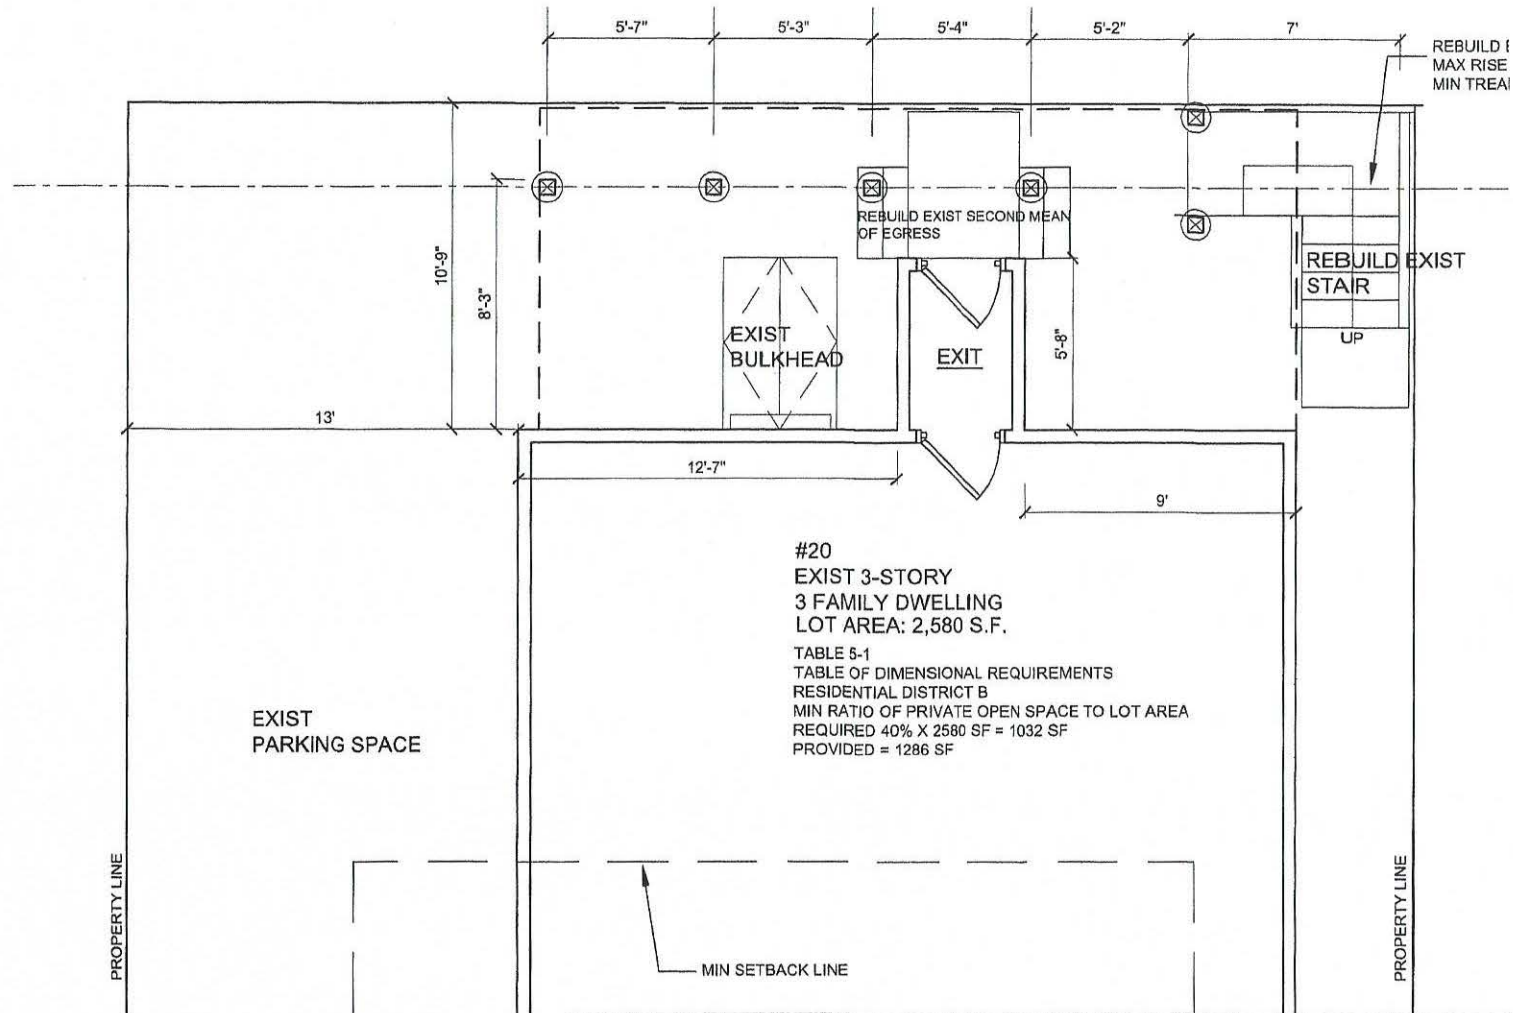 5'-7"
5'-3"
5'-4"
5'-2"
7'
REBUILD
MAX RISE
MIN
REBUILD EXIST SECOND MEAN
OF EGRESS
REBUILD EXIST
STAIR
UP
10'-9"
8'-3"
EXIST
BULKHEAD
EXIT
5'-8"
13'
12'-7"
9'
#20
EXIST 3-STORY
3 FAMILY DWELLING
LOT AREA: 2,580 S.F.
TABLE 5-1
TABLE OF DIMENSIONAL REQUIREMENTS
RESIDENTIAL DISTRICT B
MIN RATIO OF PRIVATE OPEN SPACE TO LOT AREA
REQUIRED 40% X 2580 SF = 1032 SF
PROVIDED = 1286 SF
EXIST
PARKING SPACE
PROPERTY LINE
PROPERTY LINE
MIN SETBACK LINE